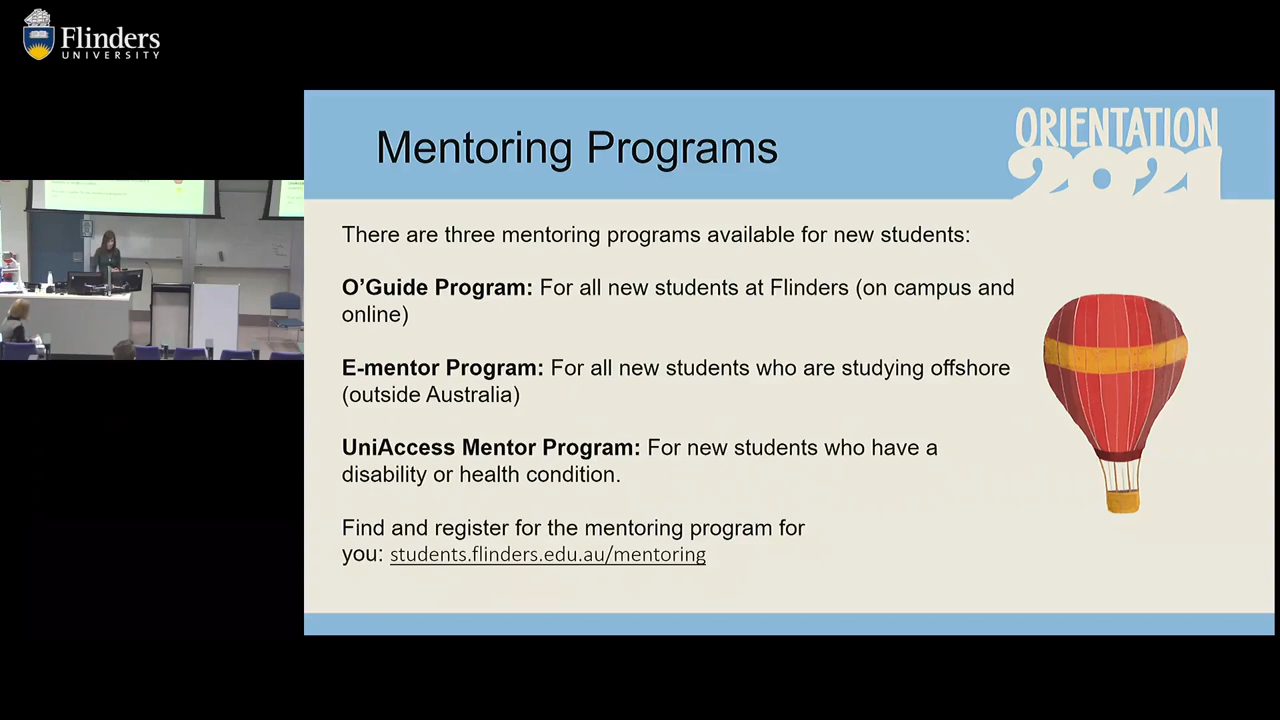 Flinders
UNIVERSITY
Mentoring Programs
ORIENTATION
2021
There are three mentoring programs available for new students:
O'Guide Program: For all new students at Flinders (on campus and
online)
E-mentor Program: For all new students who are studying offshore
(outside Australia)
UniAccess Mentor Program: For new students who have a
disability or health condition.
Find and register for the mentoring program for
you: students.flinders.edu.au/mentoring